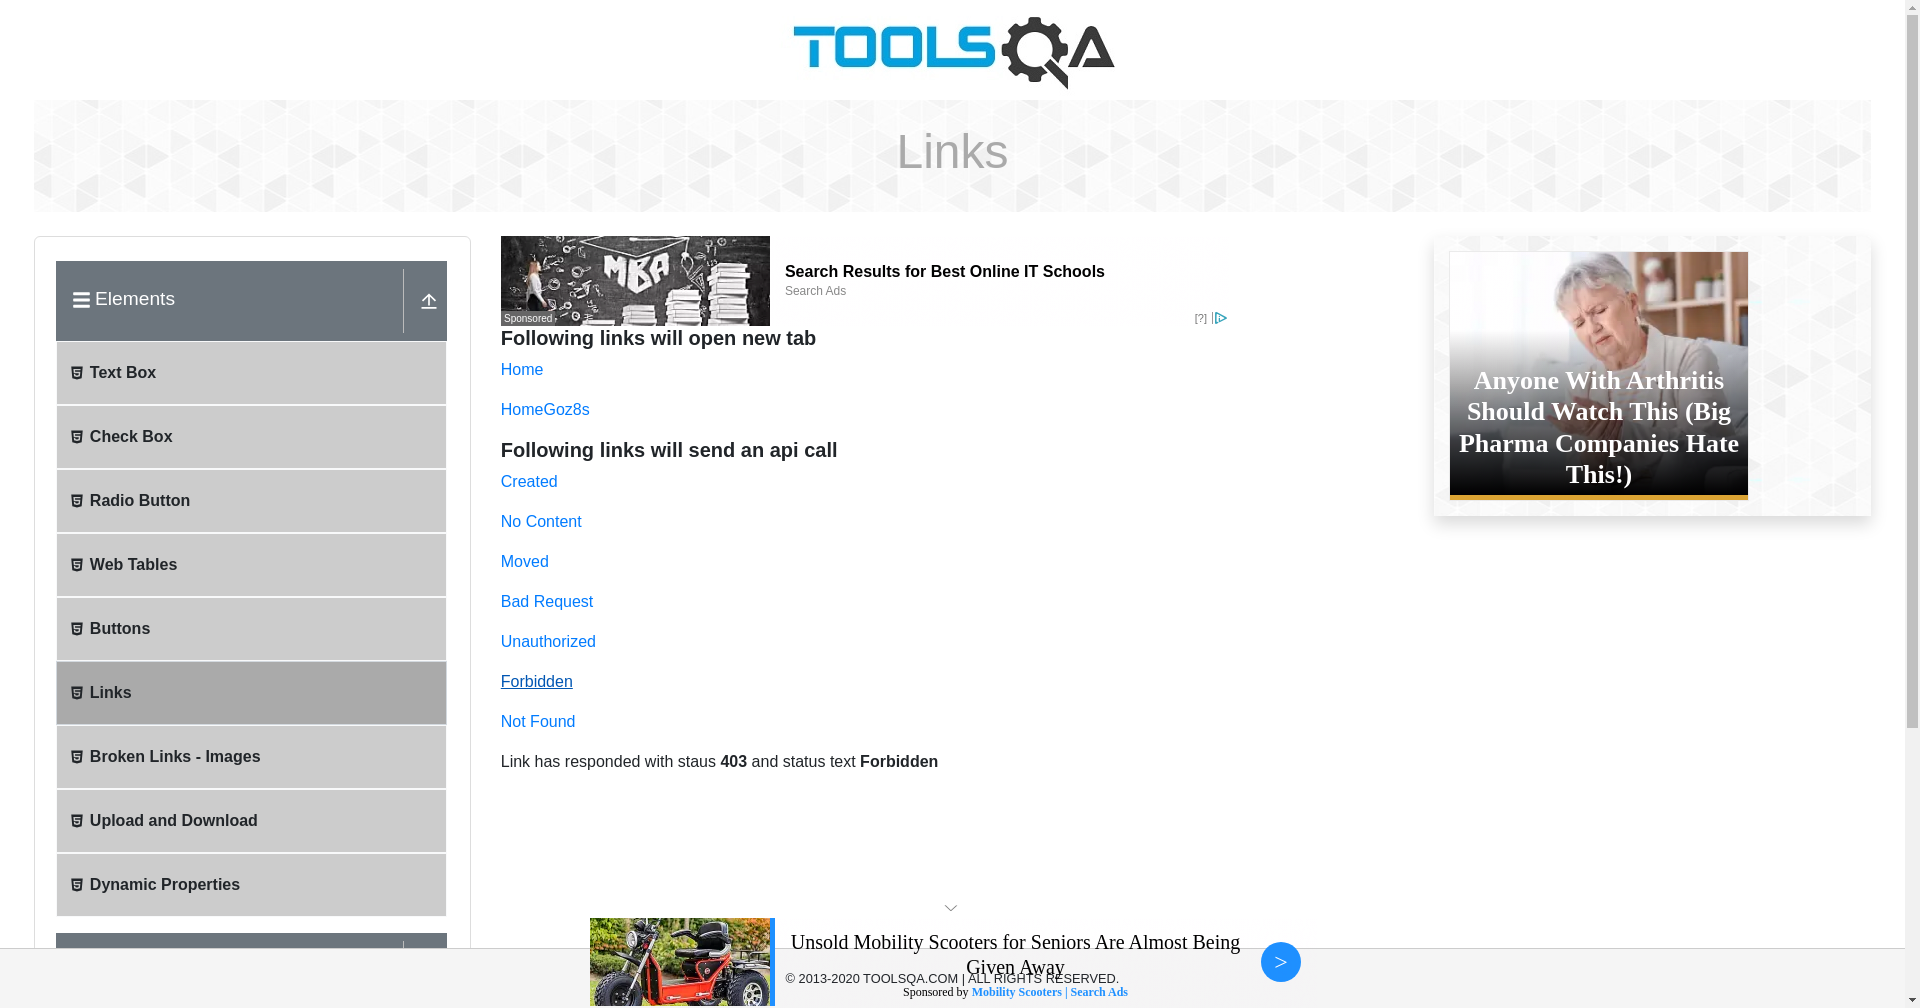 TOOLSQA
Links
Elements
Text Box
Check Box
Radio Button
Web Tables
Buttons
Links
Broken Links - Images
Upload and Download
Dynamic Properties
MBA
Sponsored
Search Results for Best Online IT Schools
Search Ads
[?]
Following links will open new tab
Home
HomeGoz8s
Following links will send an api call
Created
No Content
Moved
Bad Request
Unauthorized
Forbidden
Not Found
Link has responded with staus 403 and status text Forbidden
Anyone With Arthritis
Should Watch This (Big
Pharma Companies Hate
This!)
Unsold Mobility Scooters for Seniors Are Almost Being
Given Away
>
© 2013-2020 TOOLSQA.COM | ALL RIGHTS RESERVED.
Sponsored by Mobility Scooters | Search Ads